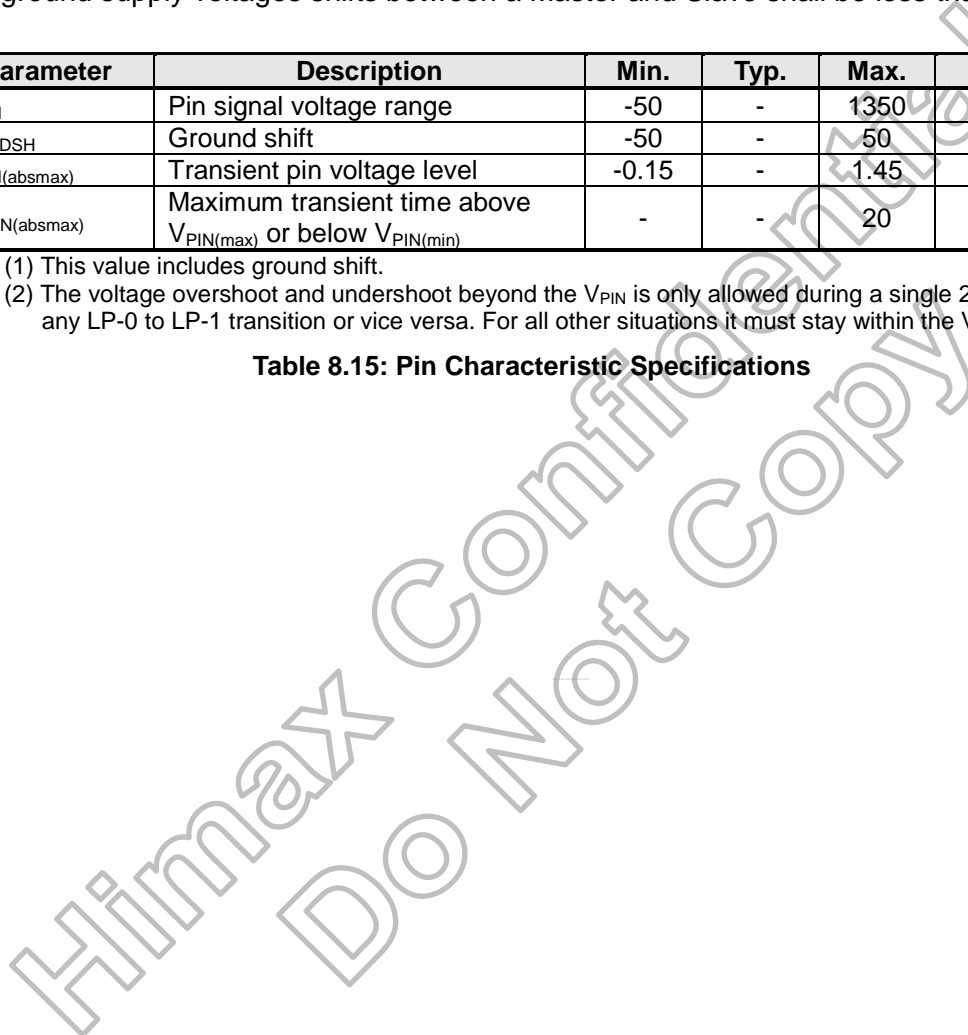 ground supply voltages shifts between a master and Slave shall be less
Parameter Description Min. Typ. Max.
Pin signal voltage range -50 - 1350
DSH Ground shift -50 - 50
(absmax) Transient pin voltage level -0.15 - 1.45
N(absmax) Maximum transient time above
VPIN(max) or below VPIN(min) - - 20
(1) This value includes ground shift.
(2) The voltage overshoot and undershoot beyond the VPIN is only allowed during a single 2
any LP-0 to LP-1 transition or vice versa. For all other situations it must stay within the V
Table 8.15: Pin Characteristic Specifications
Himax Confidential
Do Not Copy